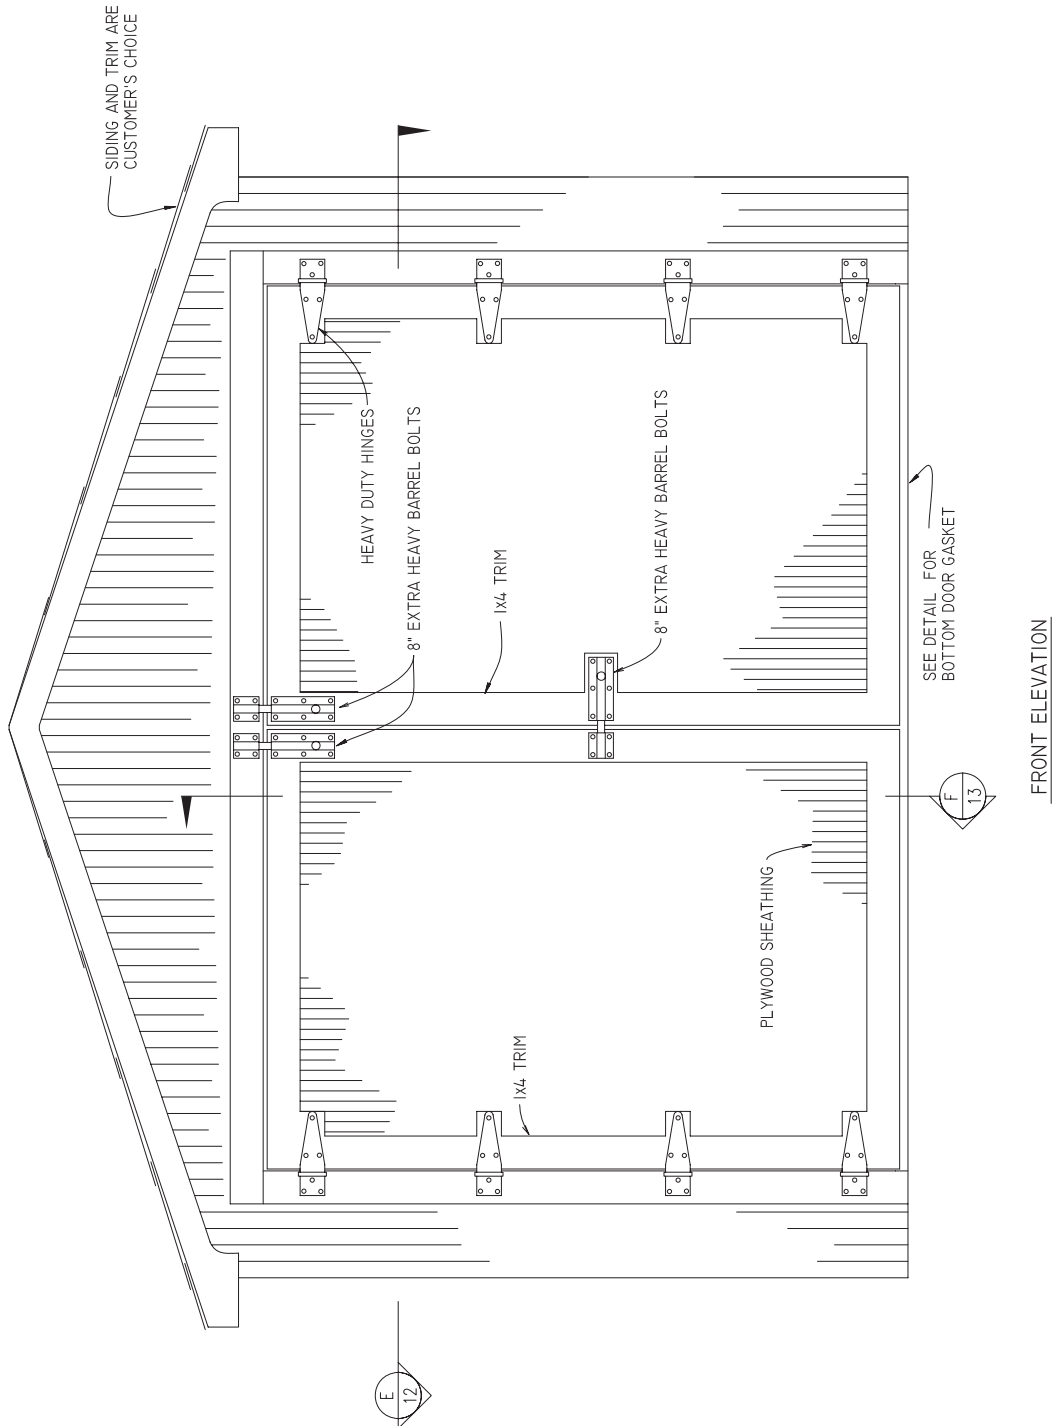 SIDING AND TRIM ARE
CUSTOMER'S CHOICE
HEAVY DUTY HINGES
8" EXTRA HEAVY BARREL BOLTS
1x4 TRIM
8" EXTRA HEAVY BARREL BOLTS
1x4 TRIM
PLYWOOD SHEATHING
SEE DETAIL FOR
BOTTOM DOOR GASKET
E
12
F
13
FRONT ELEVATION